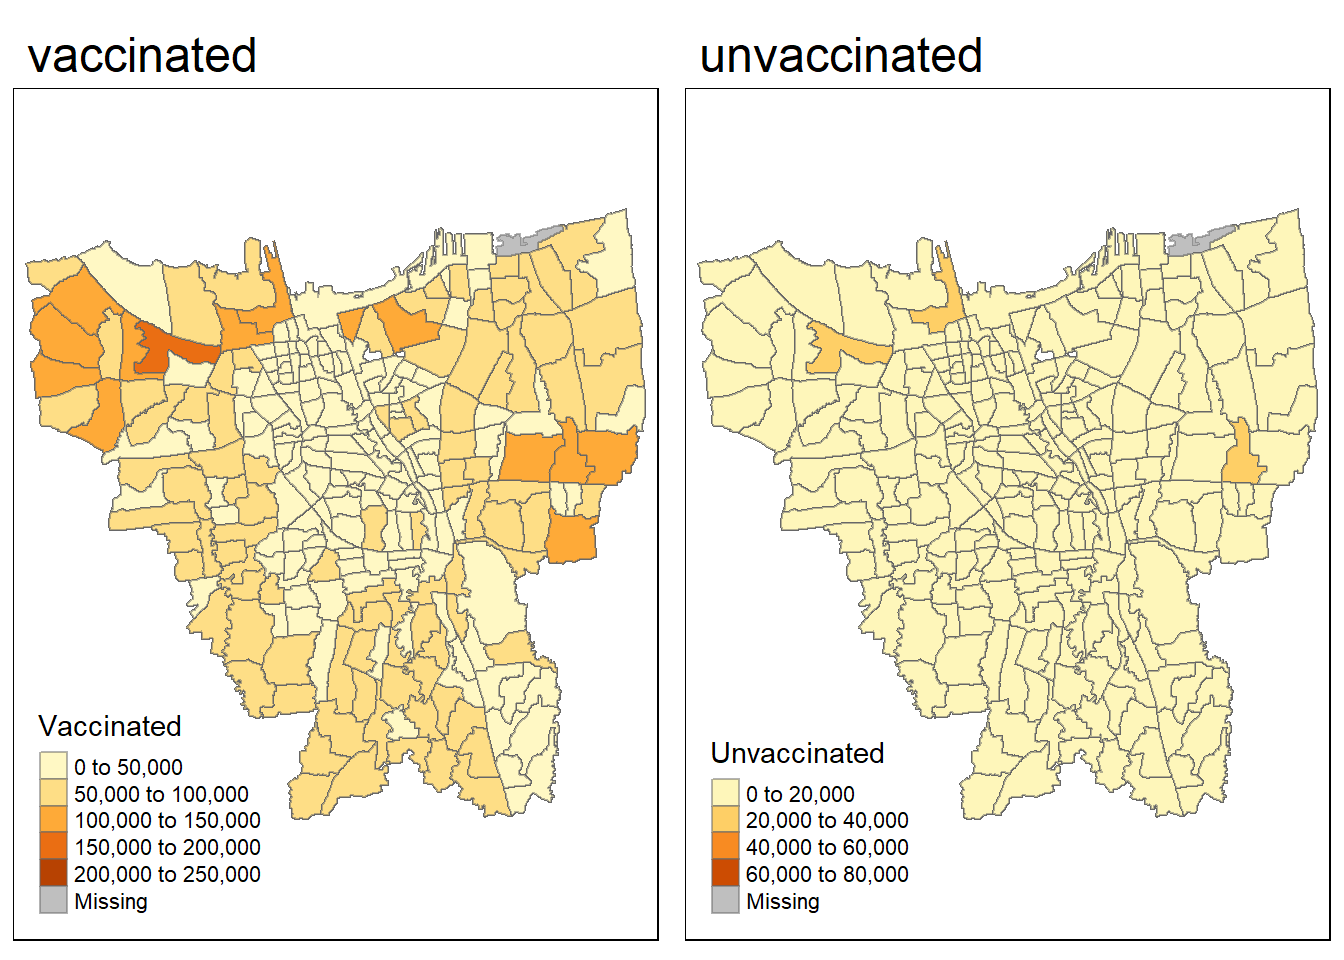 vaccinated
unvaccinated
Vaccinated
0 to 50,000
50,000 to 100,000
100,000 to 150,000
150,000 to 200,000
200,000 to 250,000
Missing
Unvaccinated
0 to 20,000
20,000 to 40,000
40,000 to 60,000
60,000 to 80,000
Missing